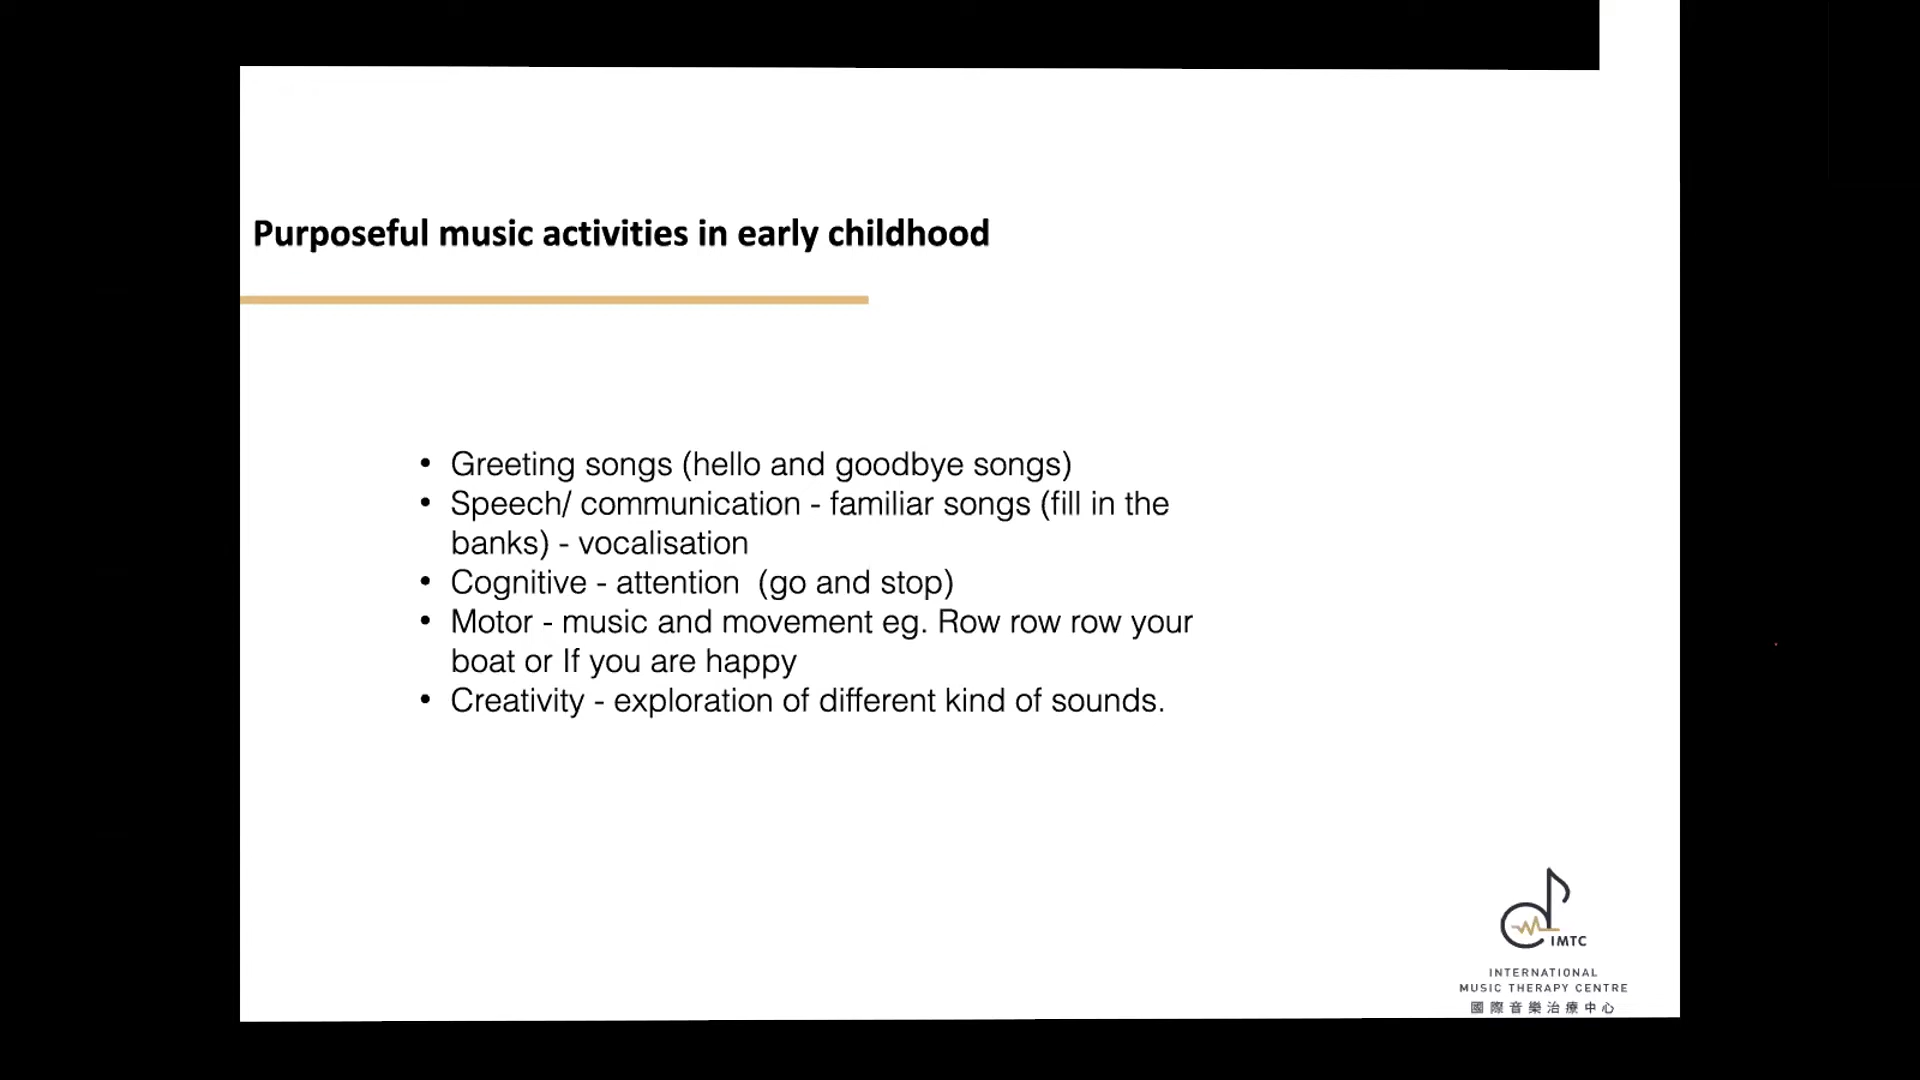 Purposeful music activities in early childhood
• Greeting songs (hello and goodbye songs)
• Speech/ communication - familiar songs (fill in the
banks) - vocalisation
• Cognitive - attention  (go and stop)
• Motor - music and movement eg. Row row row your
boat or If you are happy
• Creativity - exploration of different kind of sounds.
IMTC
INTERNATIONAL
MUSIC THERAPY CENTRE
國際音樂治療中心